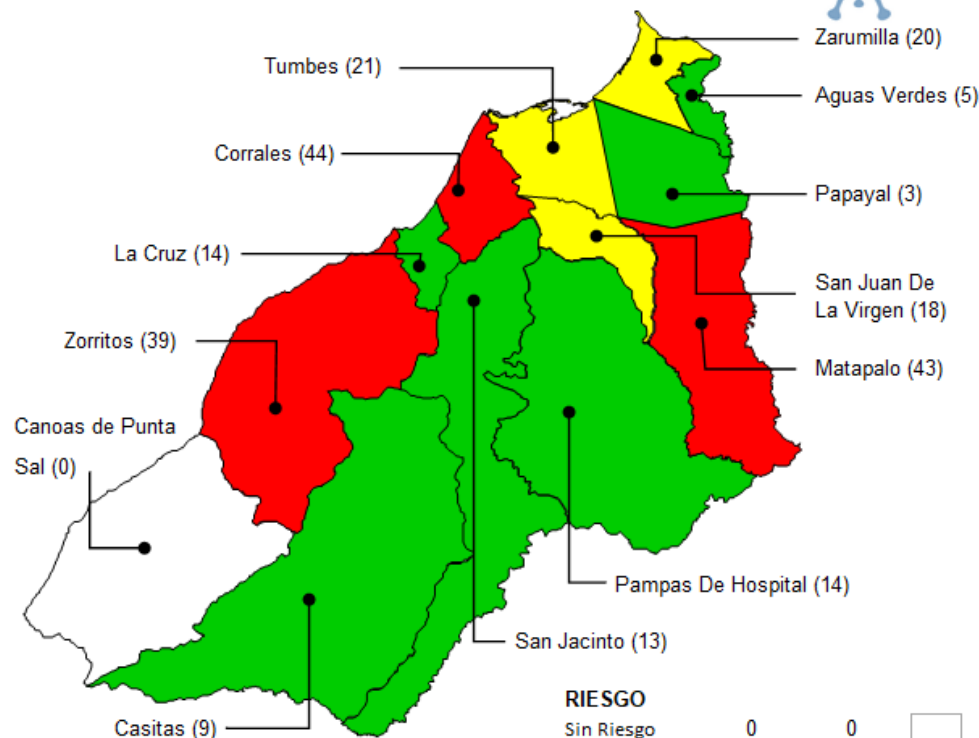 Zarumilla (20)
Tumbes (21)
Aguas Verdes (5)
Corrales (44)
Papayal (3)
La Cruz (14)
San Juan De
La Virgen (18)
Zorritos (39)
Matapalo (43)
Canoas de Punta
Sal (0)
Pampas De Hospital (14)
San Jacinto (13)
Casitas (9)
RIESGO
Sin Riesgo 0 0